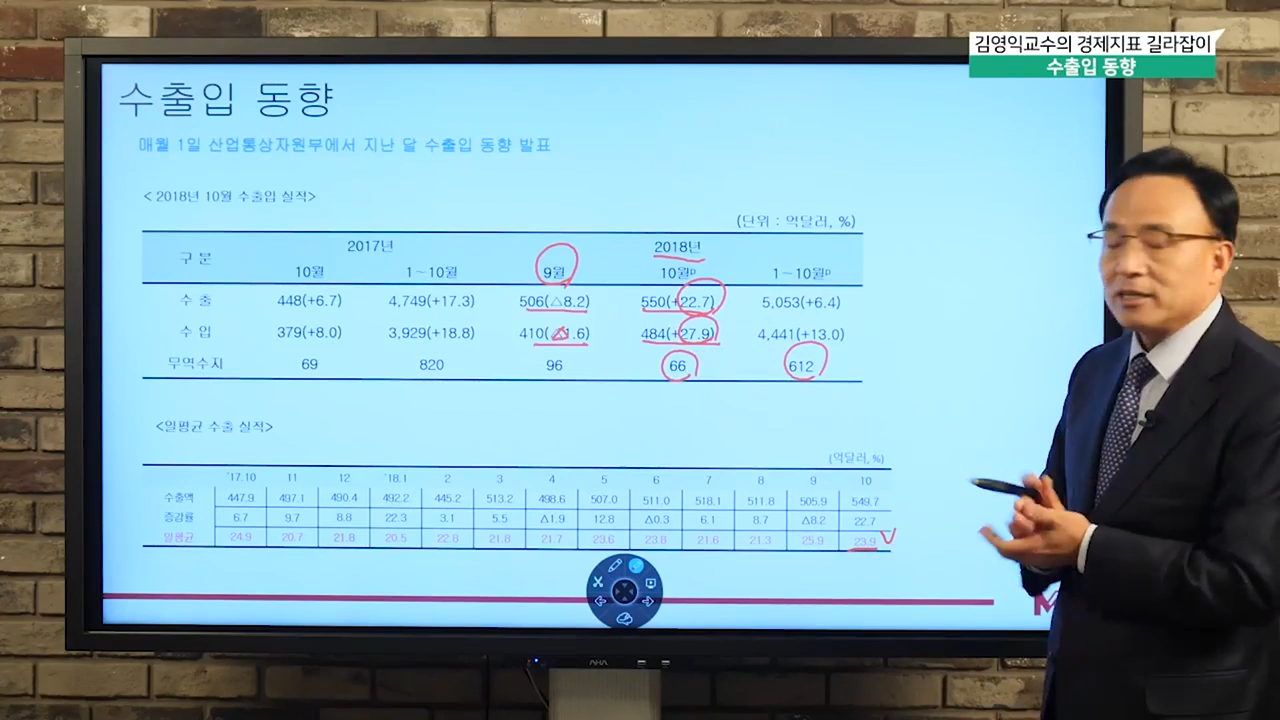 김영익교수의 경제지표 길라잡이
수출입 동향
수출입 동향
매월 1일 산업통상자원부에서 지난 달 수출입 동향 발표
< 2018년 10월 수출입 실적>
(단위 : 억달러, %)
구 분 2017년 2018년
10월 1~10월 9월 10월ᵖ 1~10월ᵖ
수 출 448(+6.7) 4,749(+17.3) 506(△8.2) 550(+22.7) 5,053(+6.4)
수 입 379(+8.0) 3,929(+18.8) 410(△1.6) 484(+27.9) 4,441(+13.0)
무역수지 69 820 96 66 612
<일평균 수출 실적>
(억달러, %)
'17.10 11 12 '18.1 2 3 4 5 6 7 8 9 10
수출액 447.9 497.1 490.4 492.2 445.2 513.2 498.6 507.0 511.0 518.1 511.8 505.9 549.7
증감률 6.7 9.7 8.8 22.3 3.1 5.5 △1.9 12.8 △0.3 6.1 8.7 △8.2 22.7
일평균 24.9 20.7 21.8 20.5 22.8 21.8 21.7 23.6 23.8 21.6 21.3 25.9 23.9
M
AHA